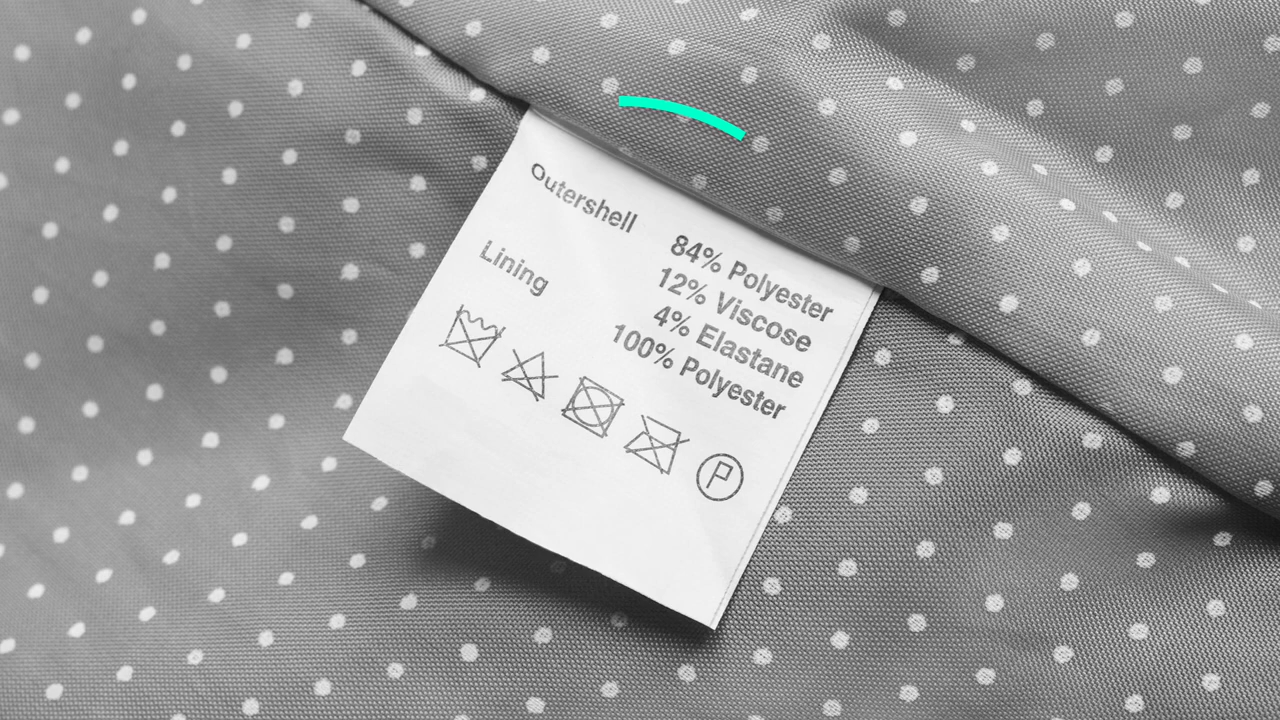 Outershell
84% Polyester
12% Viscose
4% Elastane
Lining
100% Polyester
P